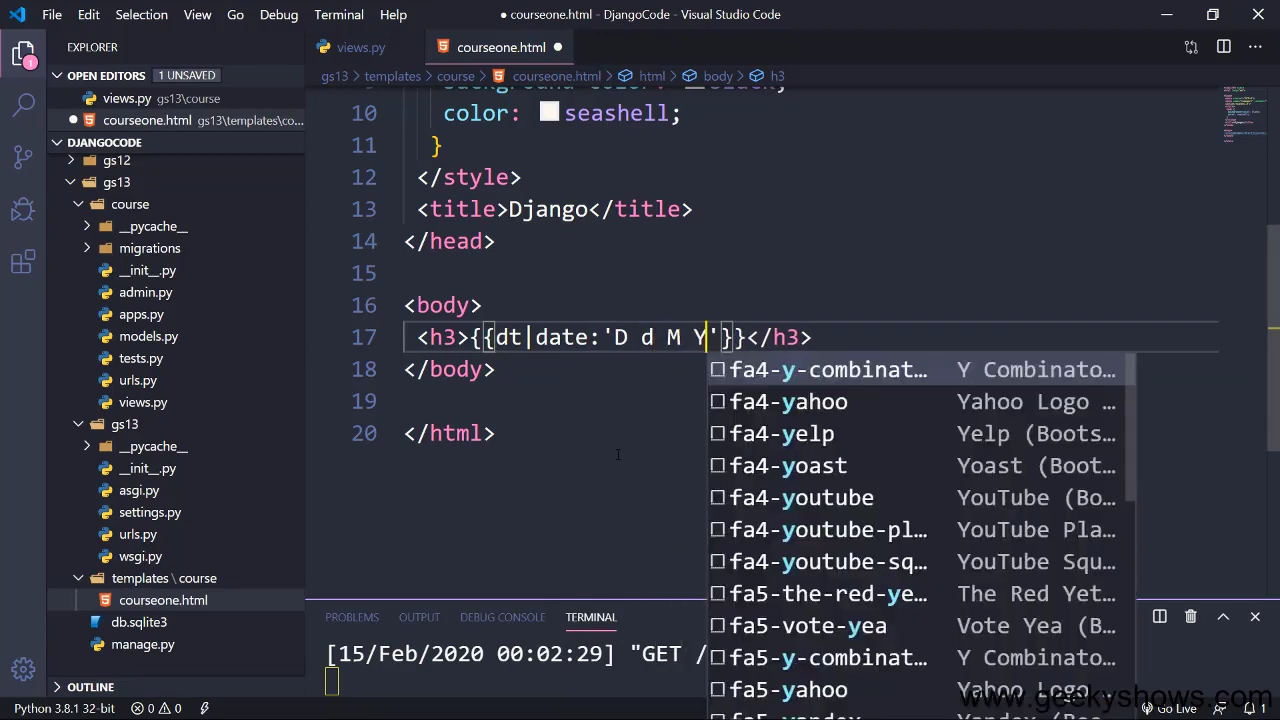 File Edit Selection View Go Debug Terminal Help
● courseone.html - DjangoCode - Visual Studio Code
EXPLORER
OPEN EDITORS 1 UNSAVED
views.py gs13\course
courseone.html gs13\templates\co...
DJANGOCODE
gs12
gs13
course
__pycache__
migrations
__init__.py
admin.py
apps.py
models.py
tests.py
urls.py
views.py
gs13
__pycache__
__init__.py
asgi.py
settings.py
urls.py
wsgi.py
templates \ course
courseone.html
db.sqlite3
manage.py
OUTLINE
1
views.py
courseone.html
gs13 > templates > course > courseone.html > html > body > h3
10 color: seashell;
11 }
12 </style>
13 <title>Django</title>
14 </head>
15
16 <body>
17 <h3>{{dt|date:'D d M Y'}}</h3>
18 </body>
19
20 </html>
fa4-y-combinat... Y Combinato...
fa4-yahoo Yahoo Logo ...
fa4-yelp Yelp (Boots...
fa4-yoast Yoast (Boot...
fa4-youtube YouTube (Bo...
fa4-youtube-pl... YouTube Pla...
fa4-youtube-sq... YouTube Squ...
fa5-the-red-ye... The Red Yet...
fa5-vote-yea Vote Yea (B...
fa5-y-combinat... Y Combinato...
fa5-yahoo Yahoo Logo
PROBLEMS OUTPUT DEBUG CONSOLE TERMINAL
[15/Feb/2020 00:02:29] "GET /
www.geekyshows.com
Python 3.8.1 32-bit 0 0 Go Live 1